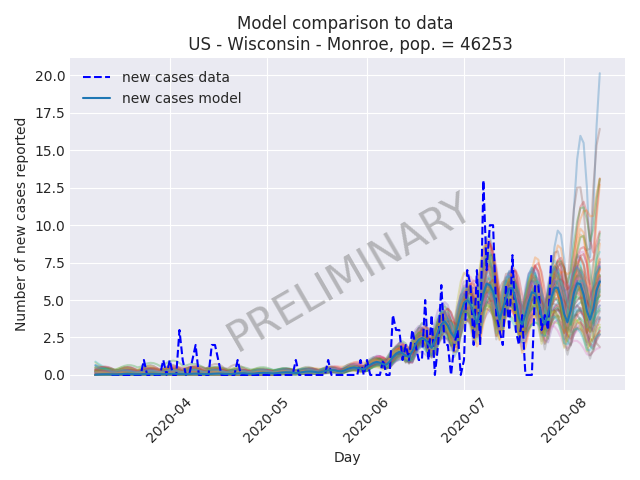 Model comparison to data
US - Wisconsin - Monroe, pop. = 46253
new cases data
new cases model
PRELIMINARY
Number of new cases reported
20.0
17.5
15.0
12.5
10.0
7.5
5.0
2.5
0.0
2020-04
2020-05
2020-06
2020-07
2020-08
Day